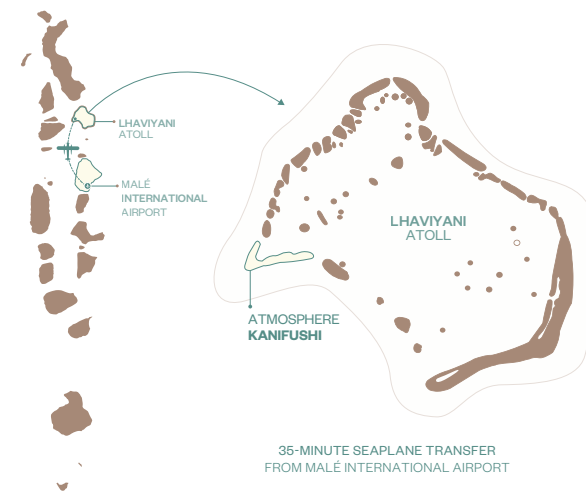 LHAVIYANI
ATOLL
MALÉ
INTERNATIONAL
AIRPORT
LHAVIYANI
ATOLL
ATMOSPHERE
KANIFUSHI
35-MINUTE SEAPLANE TRANSFER
FROM MALÉ INTERNATIONAL AIRPORT